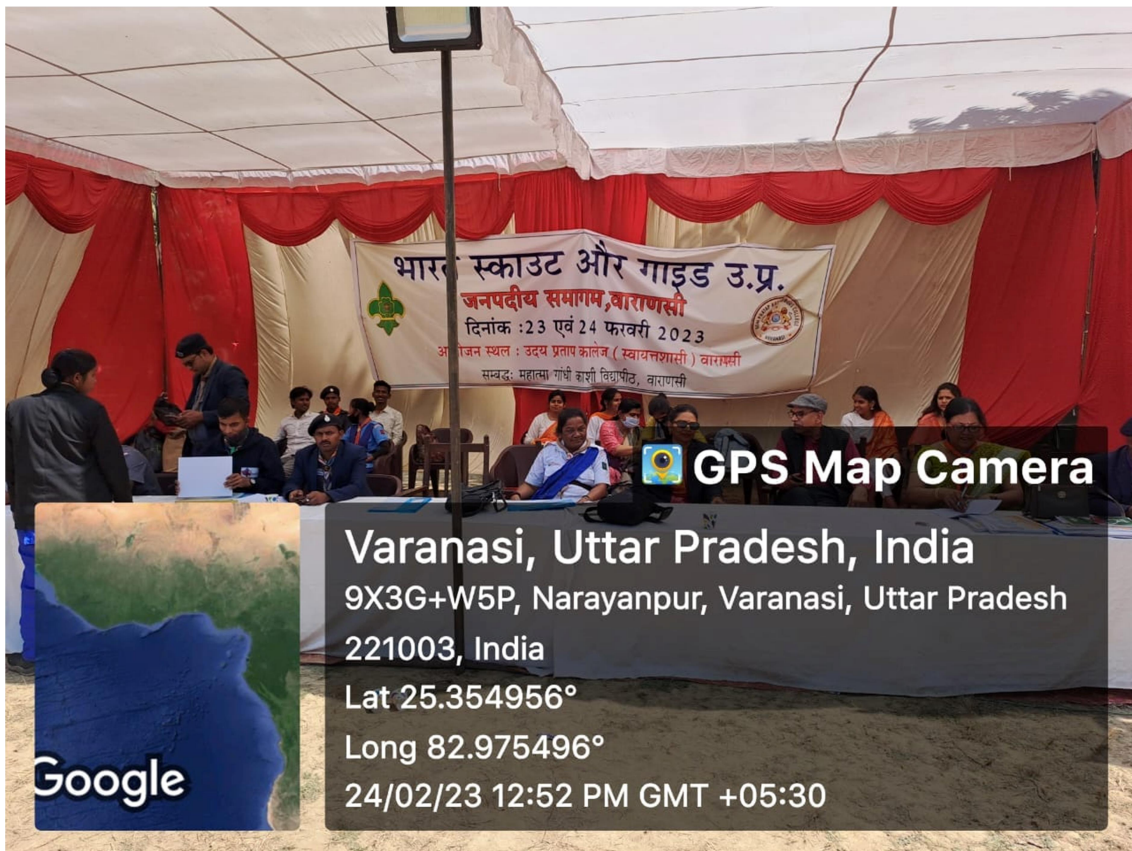 भारत स्काउट और गाइड उ.प्र.
जनपदीय समागम,वाराणसी
दिनांक :23 एवं 24 फरवरी 2023
स्थल : उदय प्रताप कालेज ( स्वायत्तशासी ) वाराणसी
सम्बद्धः महात्मा गांधी काशी विद्यापीठ, वाराणसी
GPS Map Camera
Varanasi, Uttar Pradesh, India
9X3G+W5P, Narayanpur, Varanasi, Uttar Pradesh
221003, India
Lat 25.354956°
Long 82.975496°
24/02/23 12:52 PM GMT +05:30
Google